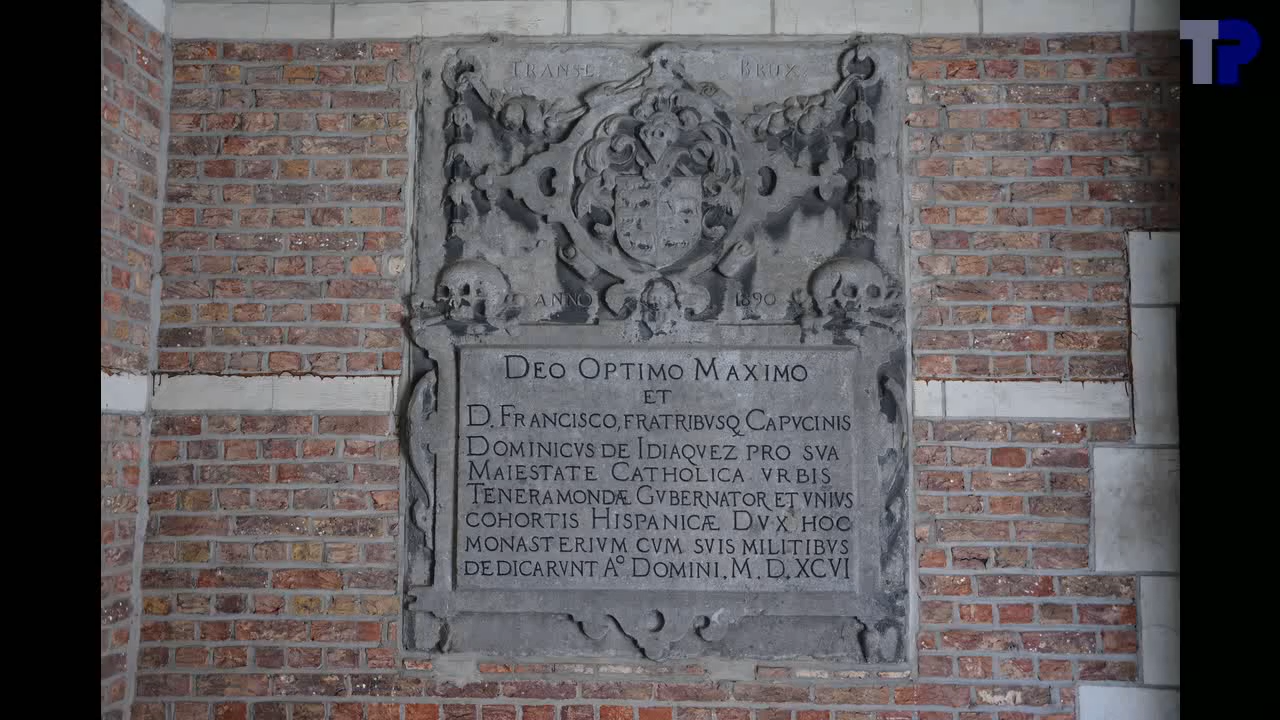 TRANSL BRUX
ANNO 1890
DEO OPTIMO MAXIMO
ET
D. FRANCISCO, FRATRIBVSQ CAPVCINIS
DOMINICVS DE IDIAQVEZ PRO SVA
MAIESTATE CATHOLICA VRBIS
TENERAMONDÆ GVBERNATOR ET VNIVS
COHORTIS HISPANICÆ DVX HOC
MONASTERIVM CVM SVIS MILITIBVS
DEDICARVNT Aº DOMINI. M. D. XCVI
TP